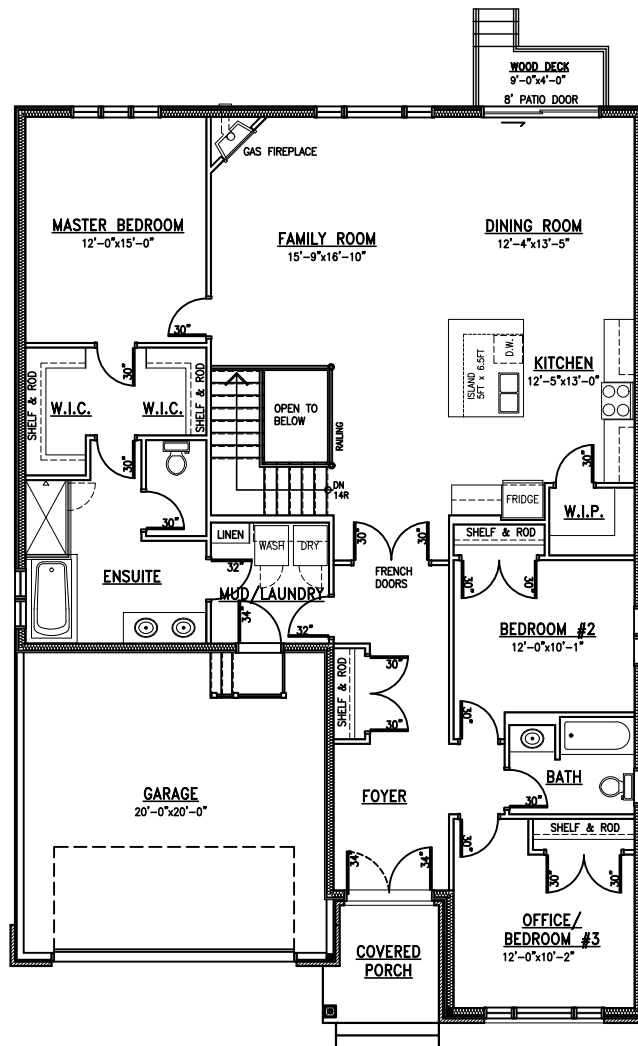 WOOD DECK
9'-0"x4'-0"
8' PATIO DOOR
GAS FIREPLACE
MASTER BEDROOM
12'-0"x15'-0"
FAMILY ROOM
15'-9"x16'-10"
DINING ROOM
12'-4"x13'-5"
30"
SHELF & ROD
W.I.C.
30"
W.I.C.
SHELF & ROD
OPEN TO
BELOW
RAILING
ISLAND
5FT x 6.5FT
D.W.
KITCHEN
12'-5"x13'-0"
30"
30"
DN
14R
30"
FRIDGE
W.I.P.
LINEN
WASH
DRY
30"
30"
FRENCH
DOORS
SHELF & ROD
30"
30"
ENSUITE
32"
MUD/LAUNDRY
34"
32"
BEDROOM #2
12'-0"x10'-1"
SHELF & ROD
30"
30"
30"
GARAGE
20'-0"x20'-0"
FOYER
BATH
30"
30"
SHELF & ROD
34"
34"
30"
30"
COVERED
PORCH
OFFICE/
BEDROOM #3
12'-0"x10'-2"